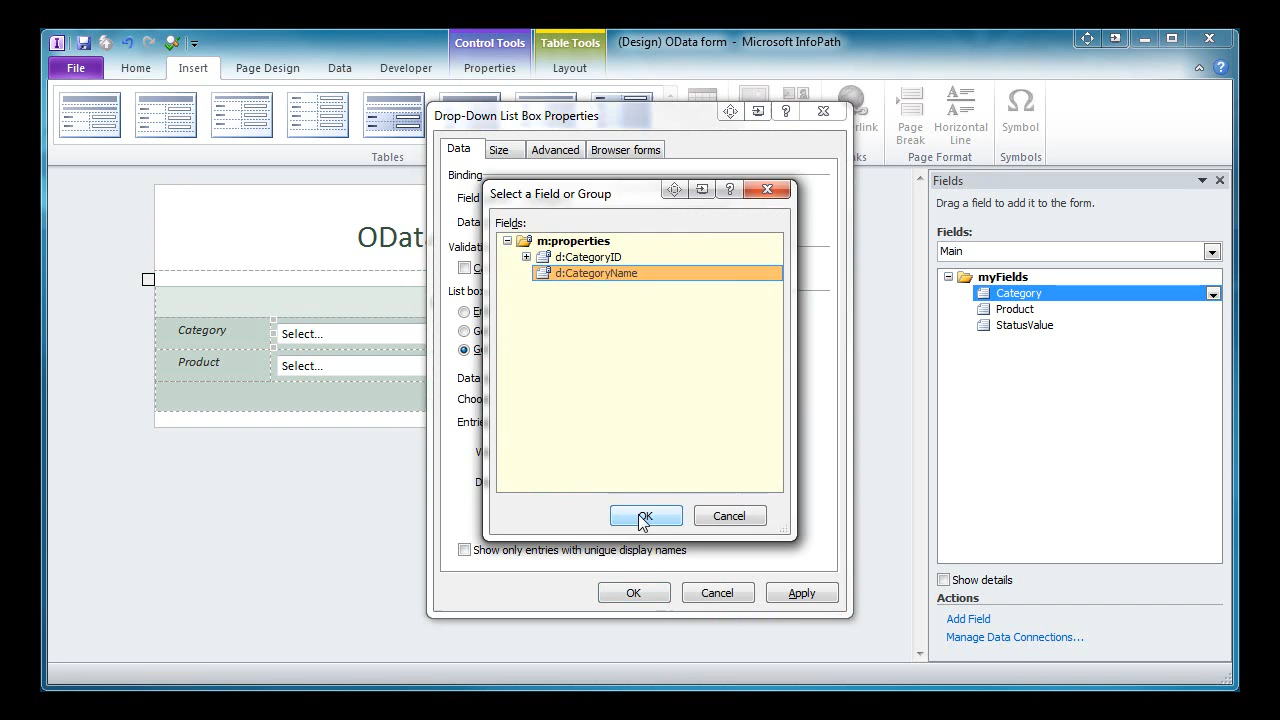 (Design) OData form - Microsoft InfoPath
Control Tools
Table Tools
File
Home
Insert
Page Design
Data
Developer
Properties
Layout
Tables
Page Break
Horizontal Line
Symbol
Page Format
Symbols
OData
Category
Select...
Product
Select...
Drop-Down List Box Properties
Data
Size
Advanced
Browser forms
Binding
Field
Data
List box
Data
Show only entries with unique display names
OK
Cancel
Apply
Select a Field or Group
Fields:
m:properties
d:CategoryID
d:CategoryName
OK
Cancel
Fields
Drag a field to add it to the form.
Fields:
Main
myFields
Category
Product
StatusValue
Show details
Actions
Add Field
Manage Data Connections...